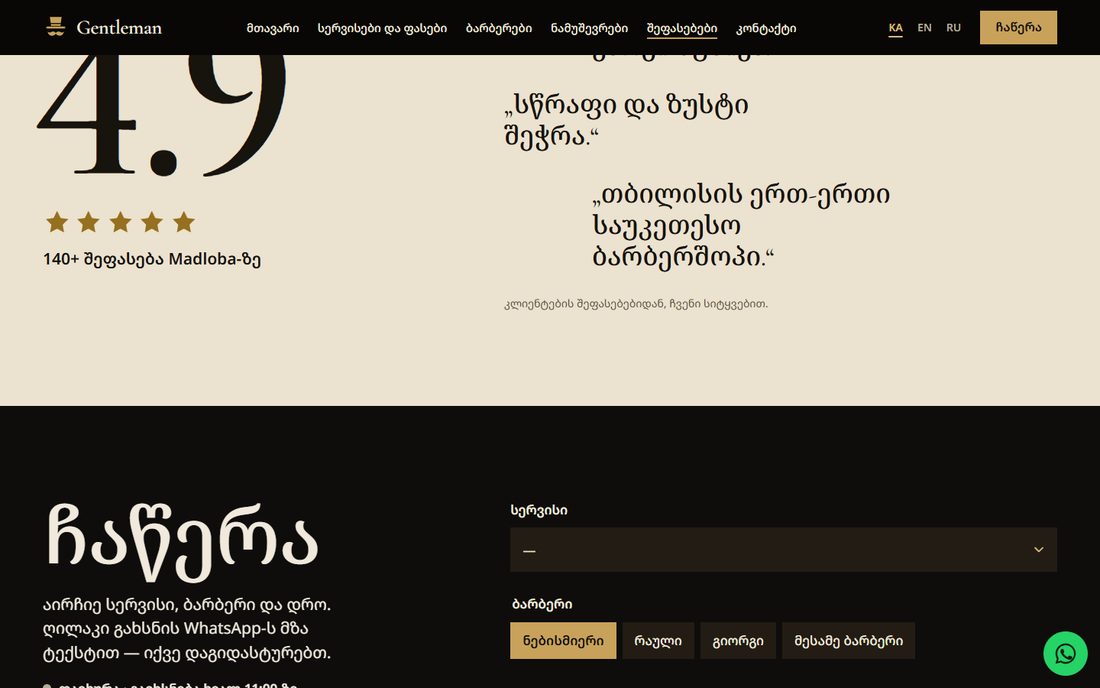 Gentleman
მთავარი სერვისები და ფასები ბარბერები ნამუშევრები შეფასებები კონტაქტი
KA EN RU
ჩაწერა
4.9
140+ შეფასება Madloba-ზე
„სწრაფი და ზუსტი
შეჭრა.“
„თბილისის ერთ-ერთი
საუკეთესო
ბარბერშოპი.“
კლიენტების შეფასებებიდან, ჩვენი სიტყვებით.
ჩაწერა
აირჩიე სერვისი, ბარბერი და დრო.
ღილაკი გახსნის WhatsApp-ს მზა
ტექსტით — იქვე დაგიდასტურებთ.
სერვისი
—
ბარბერი
ნებისმიერი რაული გიორგი მესამე ბარბერი